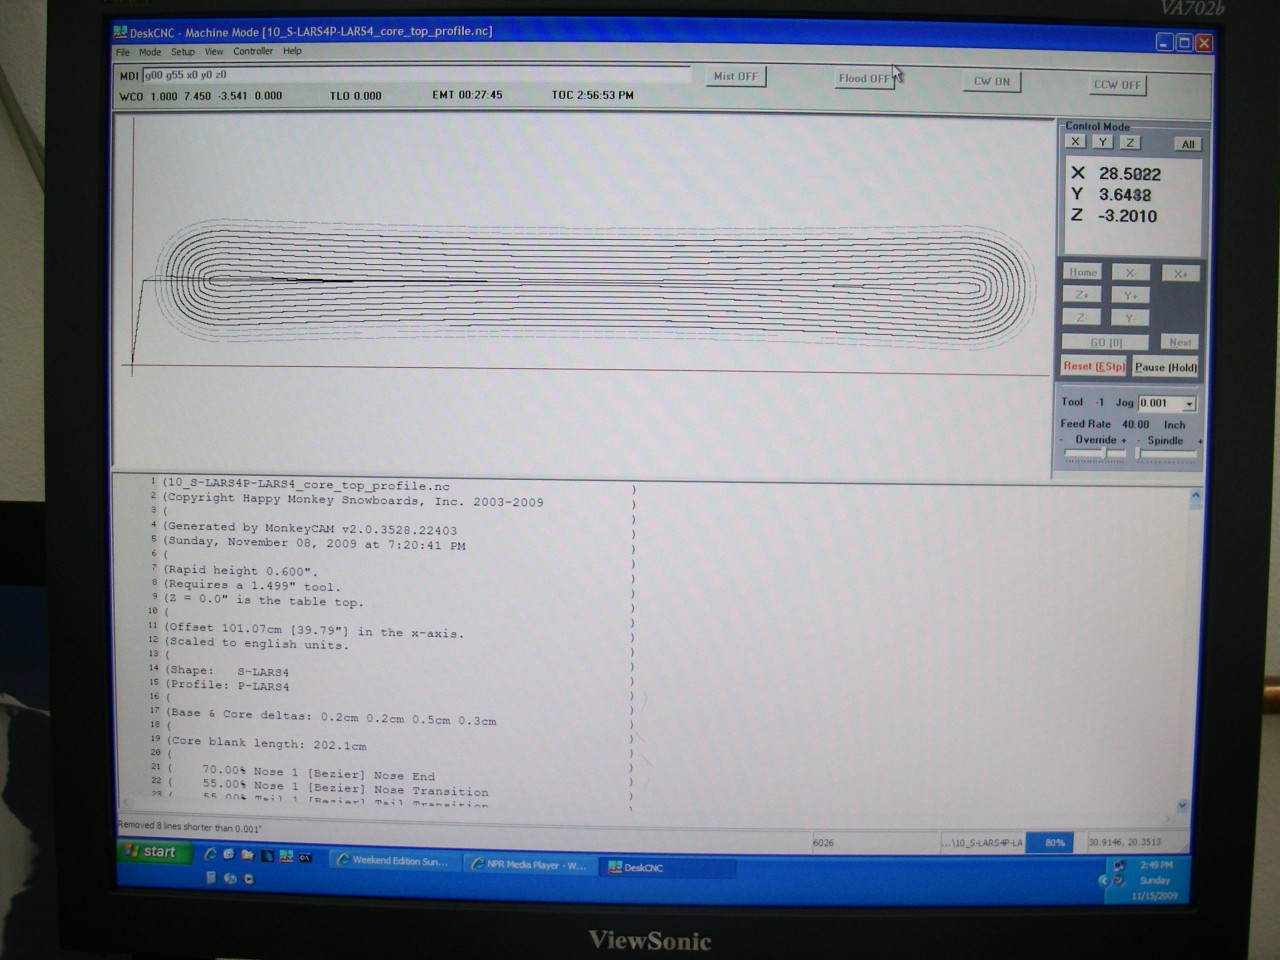 VA702b
DeskCNC - Machine Mode [10_S-LARS4P-LARS4_core_top_profile.nc]
File Mode Setup View Controller Help
MDI g00 g55 x0 y0 z0
Mist OFF Flood OFF CW ON CCW OFF
WCO 1.000 7.450 -3.541 0.000 TLO 0.000 EMT 00:27:45 TOC 2:56:53 PM
Control Mode
X Y Z All
X 28.5022
Y
Z -3.2010
Home X- X+
Z+ Y+
Z- Y-
GO [0] Next
Reset (EStp) Pause (Hold)
Tool -1 Jog 0.001
Feed Rate 40.00 Inch
- Override + - Spindle +
1 (10_S-LARS4P-LARS4_core_top_profile.nc )
2 (Copyright Happy Monkey Snowboards, Inc. 2003-2009 )
3 ( )
4 (Generated by MonkeyCAM v2.0.3528.22403 )
5 (Sunday, November 08, 2009 at 7:20:41 PM )
6 ( )
7 (Rapid height 0.600". )
8 (Requires a 1.499" tool. )
9 (Z = 0.0" is the table top. )
10 ( )
11 (Offset 101.07cm [39.79"] in the x-axis. )
12 (Scaled to english units. )
13 ( )
14 (Shape: S-LARS4 )
15 (Profile: P-LARS4 )
16 ( )
17 (Base & Core deltas: 0.2cm 0.2cm 0.5cm 0.3cm )
18 ( )
19 (Core blank length: 202.1cm )
20 ( )
21 ( 70.00% Nose 1 [Bezier] Nose End )
22 ( 55.00% Nose 1 [Bezier] Nose Transition )
23 ( 55.00% Tail 1 [Bezier] Tail Transition )
Removed 8 lines shorter than 0.001"
6026 ...\10_S-LARS4P-LA 80% 30.9146, 20.3513
start Weekend Edition Sun... NPR Media Player - W... DeskCNC
2:49 PM
Sunday
11/15/2009
ViewSonic